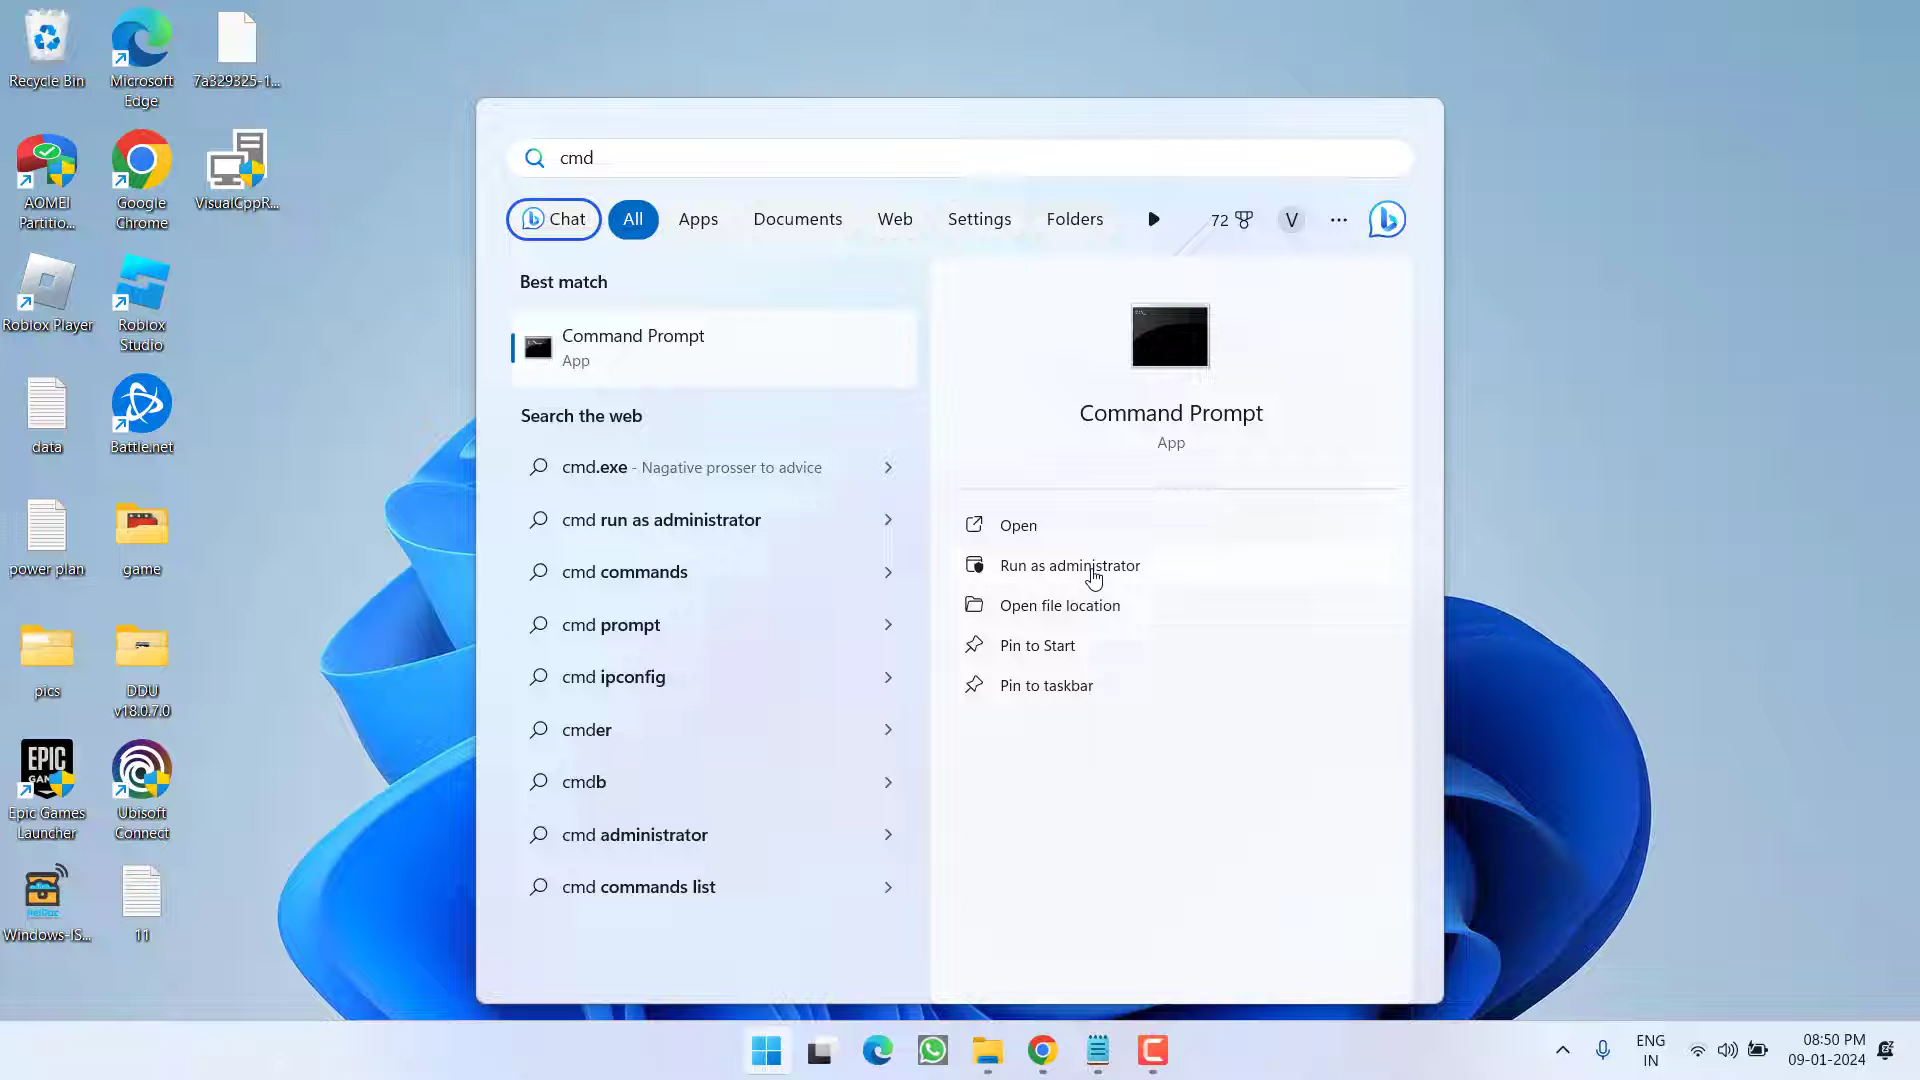 Recycle Bin
Microsoft
Edge
7a329325-1...
AOMEI
Partitio...
Google
Chrome
VisualCppR...
Roblox Player
Roblox
Studio
data
Battle.net
power plan
game
pics
DDU
v18.0.7.0
EPIC
GAMES
Epic Games
Launcher
Ubisoft
Connect
Windows-IS...
11
cmd
Chat
All
Apps
Documents
Web
Settings
Folders
72
V
Best match
Command Prompt
App
Search the web
cmd.exe - Nagative prosser to advice
cmd run as administrator
cmd commands
cmd prompt
cmd ipconfig
cmder
cmdb
cmd administrator
cmd commands list
Command Prompt
App
Open
Run as administrator
Open file location
Pin to Start
Pin to taskbar
ENG
IN
08:50 PM
09-01-2024